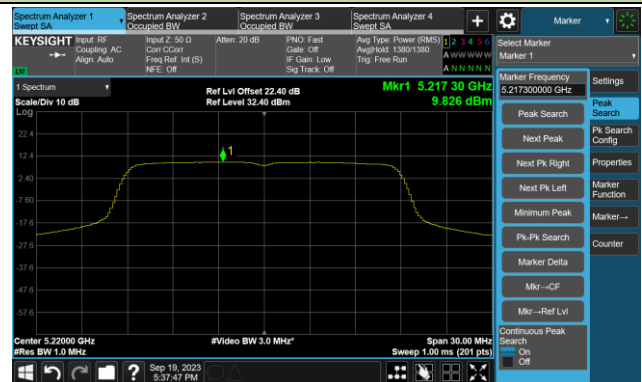 Spectrum Analyzer 1
Swept SA
Spectrum Analyzer 2
Occupied BW
Spectrum Analyzer 3
Occupied BW
Spectrum Analyzer 4
Swept SA
+
Marker
KEYSIGHT
Input: RF
Coupling: AC
Align: Auto
Input Z: 50 Ω
Corr CCorr
Freq Ref: Int (S)
NFE: Off
Atten: 20 dB
PNO: Fast
Gate: Off
IF Gain: Low
Sig Track: Off
Avg Type: Power (RMS)
Avg|Hold: 1380/1380
Trig: Free Run
1 2 3 4 5 6
A W W W W W
A N N N N N
Select Marker
Marker 1
1 Spectrum
Scale/Div 10 dB
Log
Ref Lvl Offset 22.40 dB
Ref Level 32.40 dBm
Mkr1 5.217 30 GHz
9.826 dBm
1
22.4
12.4
2.40
-7.60
-17.6
-27.6
-37.6
-47.6
-57.6
Center 5.22000 GHz
#Res BW 1.0 MHz
#Video BW 3.0 MHz*
Span 30.00 MHz
Sweep 1.00 ms (201 pts)
Marker Frequency
5.217300000 GHz
Peak Search
Next Peak
Next Pk Right
Next Pk Left
Minimum Peak
Pk-Pk Search
Marker Delta
Mkr→CF
Mkr→Ref Lvl
Continuous Peak
Search
On
Off
Settings
Peak
Search
Pk Search
Config
Properties
Marker
Function
Marker→
Counter
?
Sep 19, 2023
5:37:47 PM